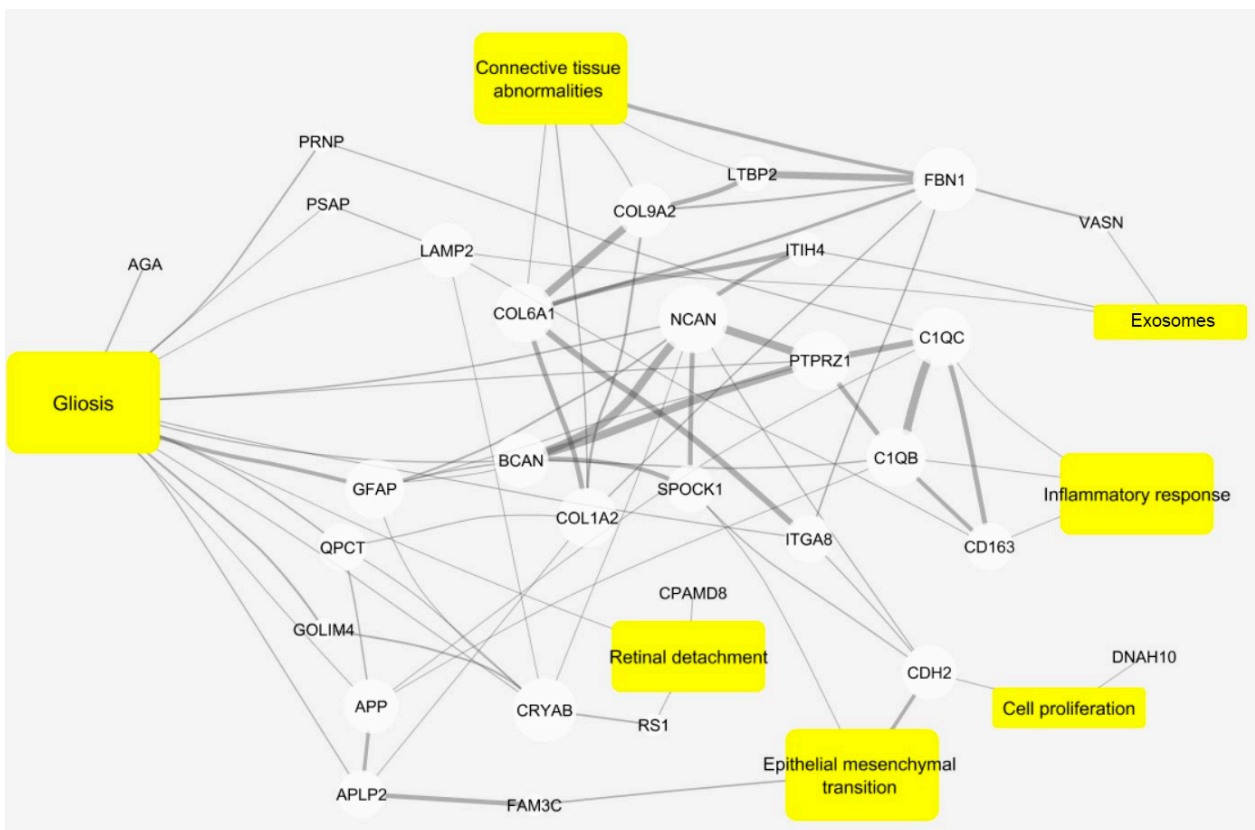 Connective tissue
abnormalities
PRNP
LTBP2
FBN1
PSAP
COL9A2
VASN
LAMP2
ITIH4
AGA
COL6A1
NCAN
Exosomes
C1QC
PTPRZ1
Gliosis
BCAN
C1QB
GFAP
SPOCK1
Inflammatory response
COL1A2
ITGA8
QPCT
CD163
CPAMD8
GOLIM4
Retinal detachment
DNAH10
CDH2
APP
CRYAB
Cell proliferation
RS1
Epithelial mesenchymal
transition
APLP2
FAM3C